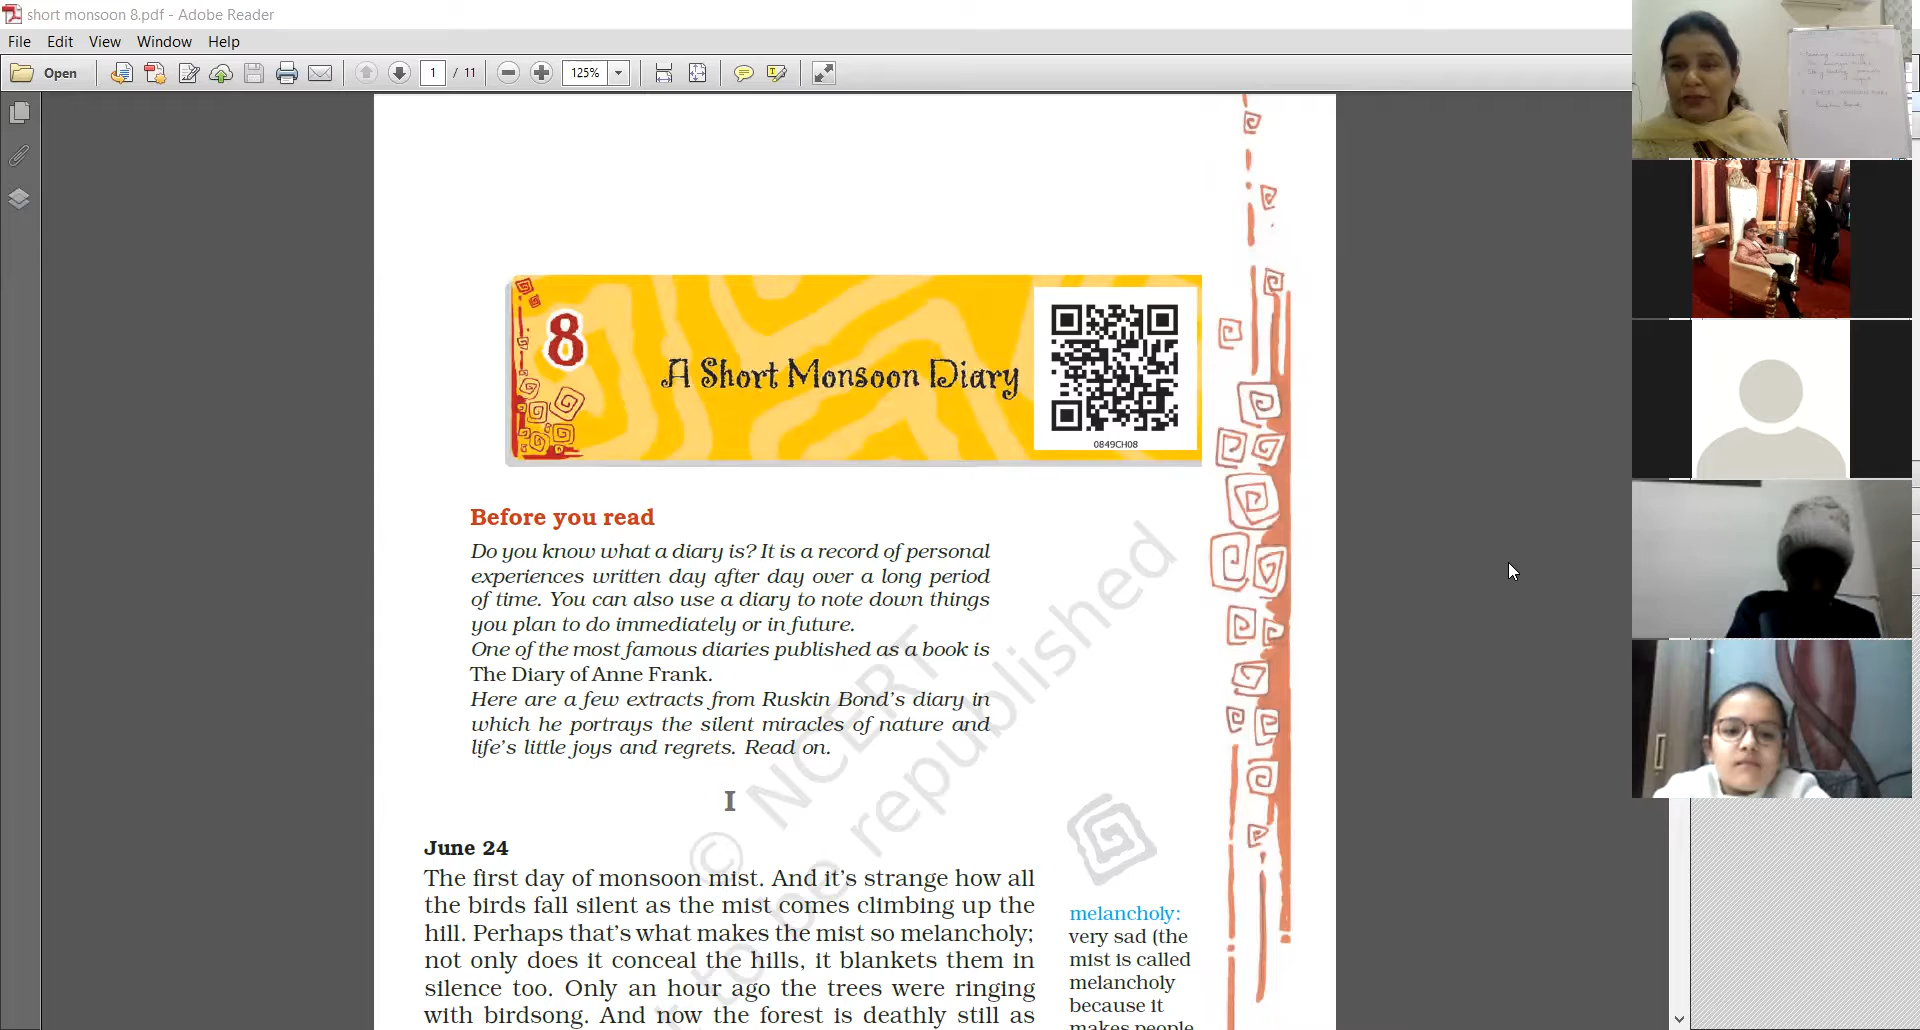 short monsoon 8.pdf - Adobe Reader
File Edit View Window Help
Open 1 / 11 125%
8
A Short Monsoon Diary
0849CH08
Before you read
Do you know what a diary is? It is a record of personal
experiences written day after day over a long period
of time. You can also use a diary to note down things
you plan to do immediately or in future.
One of the most famous diaries published as a book is
The Diary of Anne Frank.
Here are a few extracts from Ruskin Bond's diary in
which he portrays the silent miracles of nature and
life's little joys and regrets. Read on.
I
June 24
The first day of monsoon mist. And it's strange how all
the birds fall silent as the mist comes climbing up the
hill. Perhaps that's what makes the mist so melancholy;
not only does it conceal the hills, it blankets them in
silence too. Only an hour ago the trees were ringing
with birdsong. And now the forest is deathly still as
melancholy:
very sad (the
mist is called
melancholy
because it
makes people
© NCERT
be republished